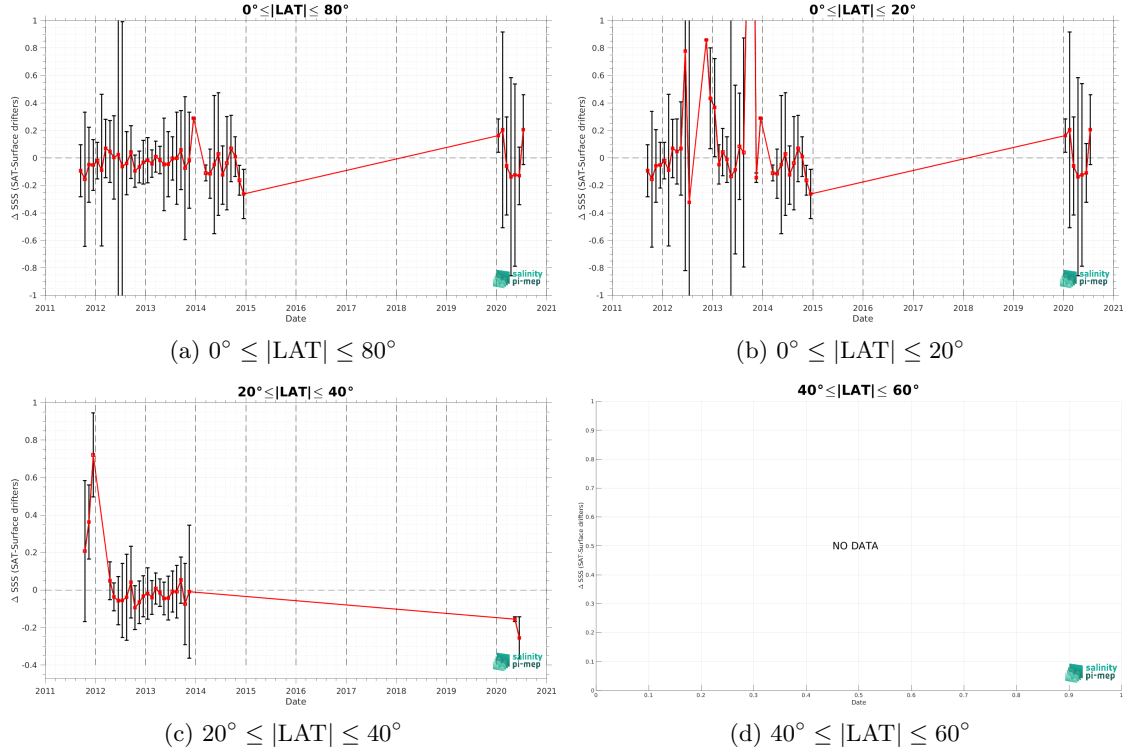 0°≤|LAT|≤ 80°
1
0.8
0.6
0.4
0.2
0
-0.2
-0.4
-0.6
-0.8
-1
Δ SSS (SAT-Surface drifters)
2011 2012 2013 2014 2015 2016 2017 2018 2019 2020 2021
Date
salinity
pi-mep
(a) 0° ≤ |LAT| ≤ 80°
0°≤|LAT|≤ 20°
1
0.8
0.6
0.4
0.2
0
-0.2
-0.4
-0.6
-0.8
-1
Δ SSS (SAT-Surface drifters)
2011 2012 2013 2014 2015 2016 2017 2018 2019 2020 2021
Date
salinity
pi-mep
(b) 0° ≤ |LAT| ≤ 20°
20°≤|LAT|≤ 40°
1
0.8
0.6
0.4
0.2
0
-0.2
-0.4
Δ SSS (SAT-Surface drifters)
2011 2012 2013 2014 2015 2016 2017 2018 2019 2020 2021
Date
salinity
pi-mep
(c) 20° ≤ |LAT| ≤ 40°
40°≤|LAT|≤ 60°
1
0.9
0.8
0.7
0.6
0.5
0.4
0.3
0.2
0.1
0
Δ SSS (SAT-Surface drifters)
NO DATA
0 0.1 0.2 0.3 0.4 0.5 0.6 0.7 0.8 0.9 1
Date
salinity
pi-mep
(d) 40° ≤ |LAT| ≤ 60°